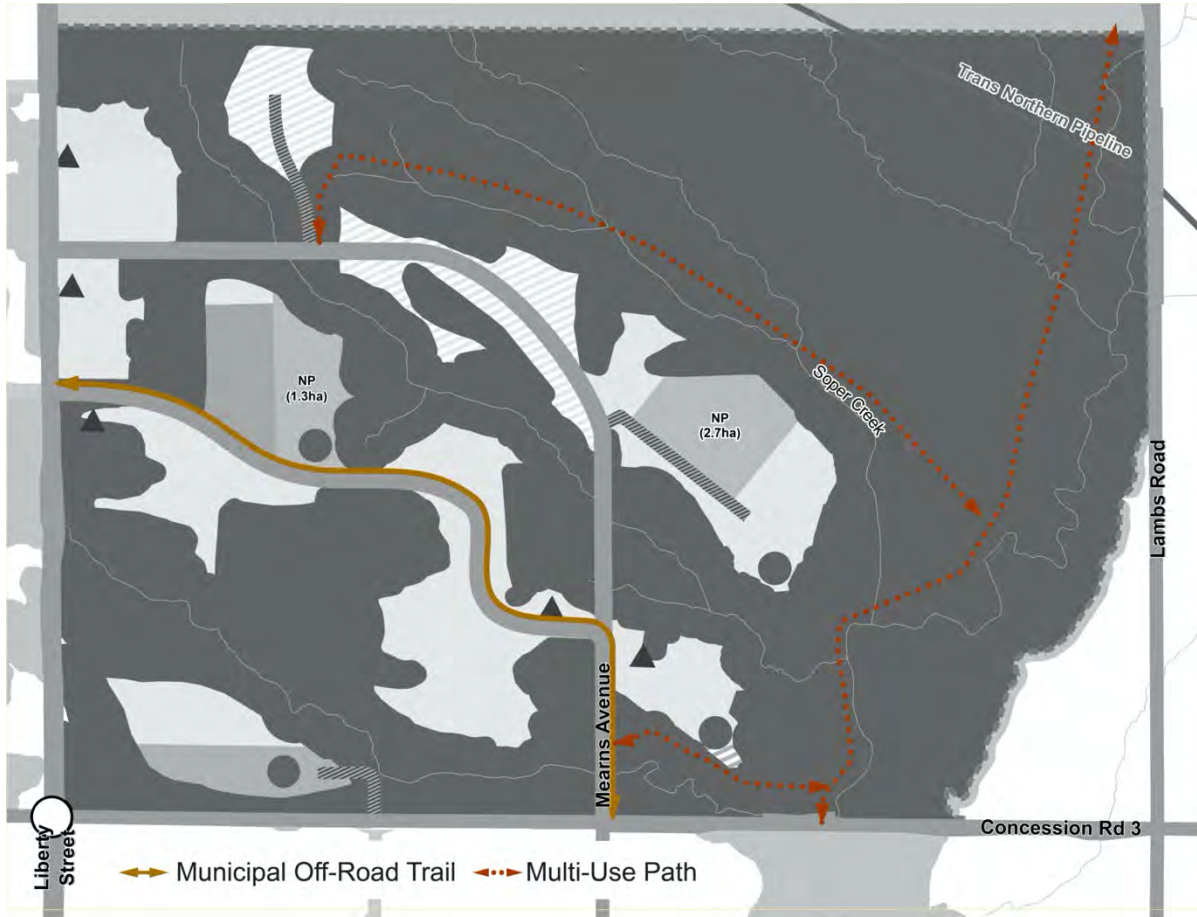 Trans Northern Pipeline
NP
(1.3ha)
NP
(2.7ha)
Soper Creek
Lambs Road
Mearns Avenue
Concession Rd 3
Liberty
Street
Municipal Off-Road Trail
Multi-Use Path